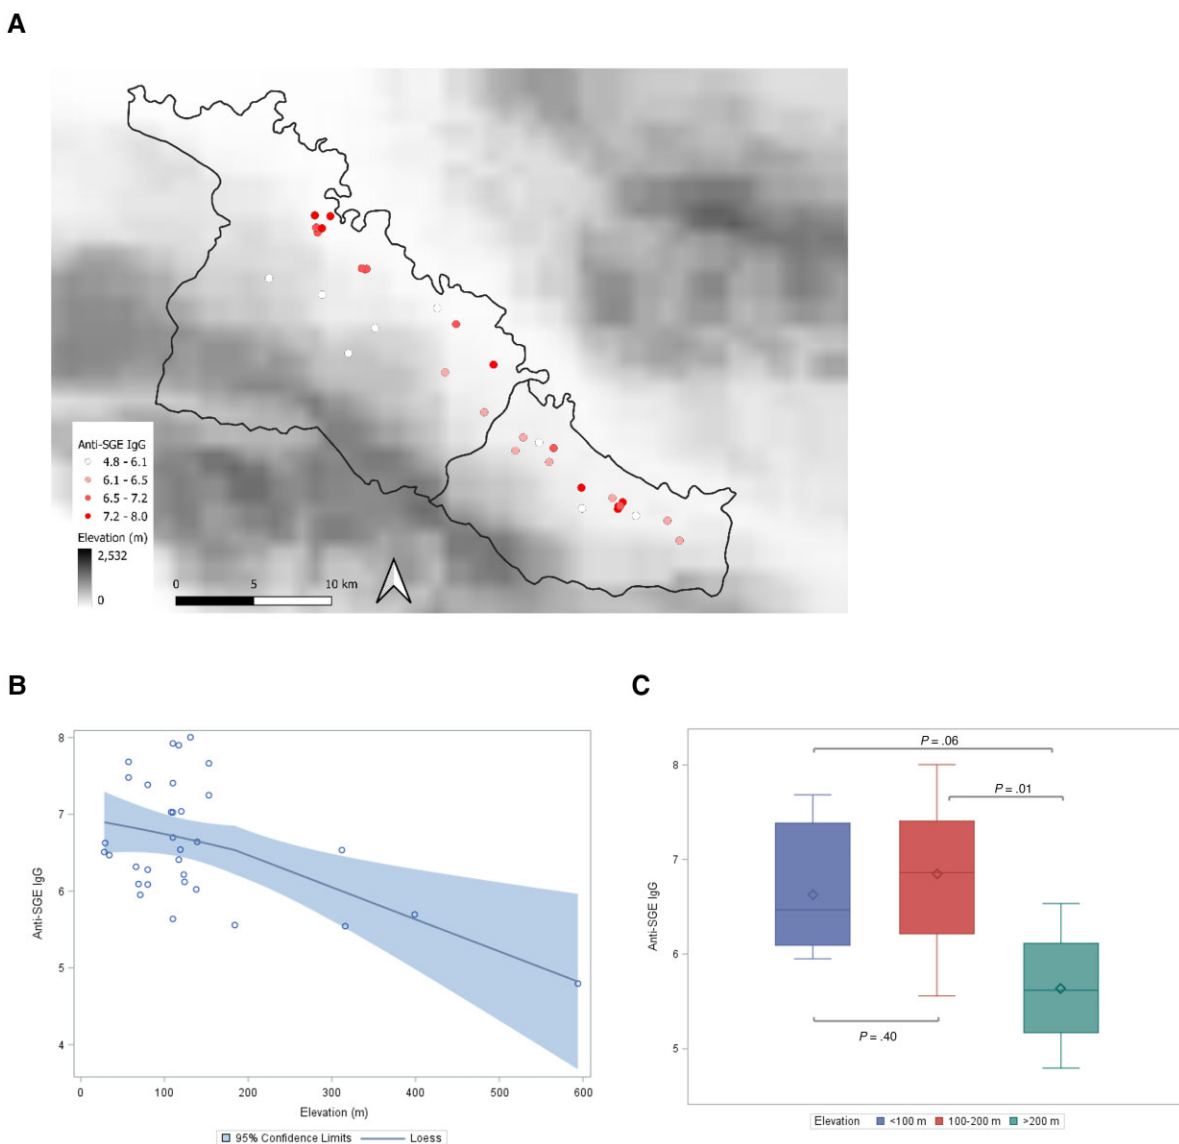 A
Anti-SGE IgG
4.8 - 6.1
6.1 - 6.5
6.5 - 7.2
7.2 - 8.0
Elevation (m)
2,532
0
0 5 10 km
B
8
7
6
5
4
Anti-SGE IgG
0 100 200 300 400 500 600
Elevation (m)
95% Confidence Limits Loess
C
8
7
6
5
Anti-SGE IgG
P = .06
P = .01
P = .40
Elevation <100 m 100-200 m >200 m